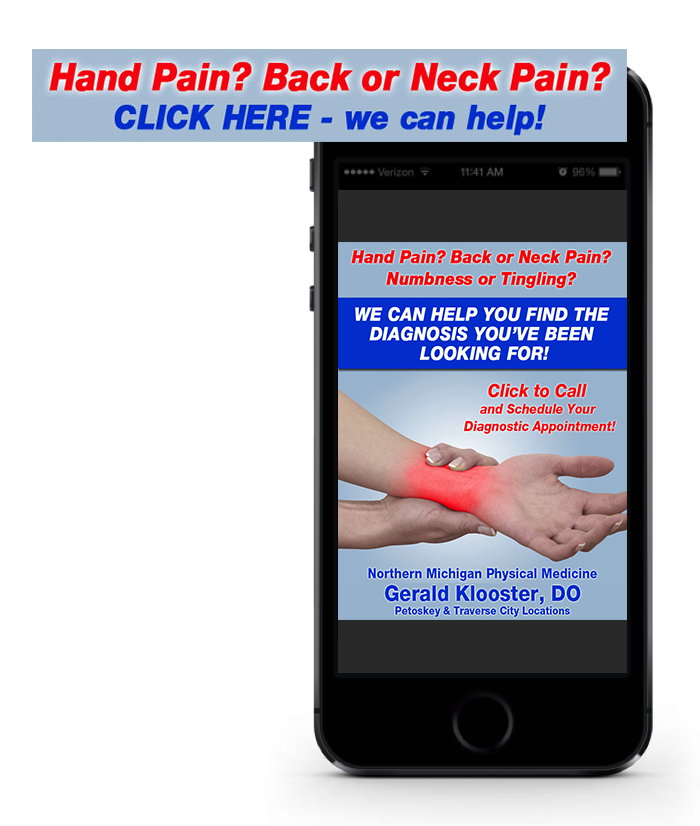 Hand Pain? Back or Neck Pain?
CLICK HERE - we can help!
Verizon 11:41 AM 96%
Hand Pain? Back or Neck Pain?
Numbness or Tingling?
WE CAN HELP YOU FIND THE
DIAGNOSIS YOU'VE BEEN
LOOKING FOR!
Click to Call
and Schedule Your
Diagnostic Appointment!
Northern Michigan Physical Medicine
Gerald Klooster, DO
Petoskey & Traverse City Locations